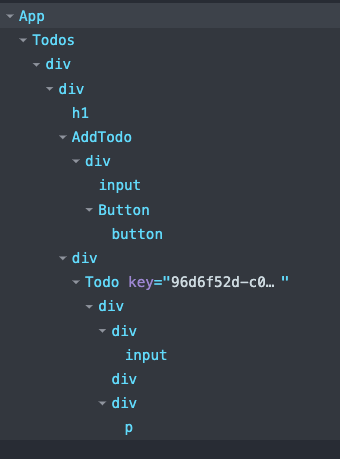 App
Todos
div
div
h1
AddTodo
div
input
Button
button
div
Todo key="96d6f52d-c0… "
div
div
input
div
div
p